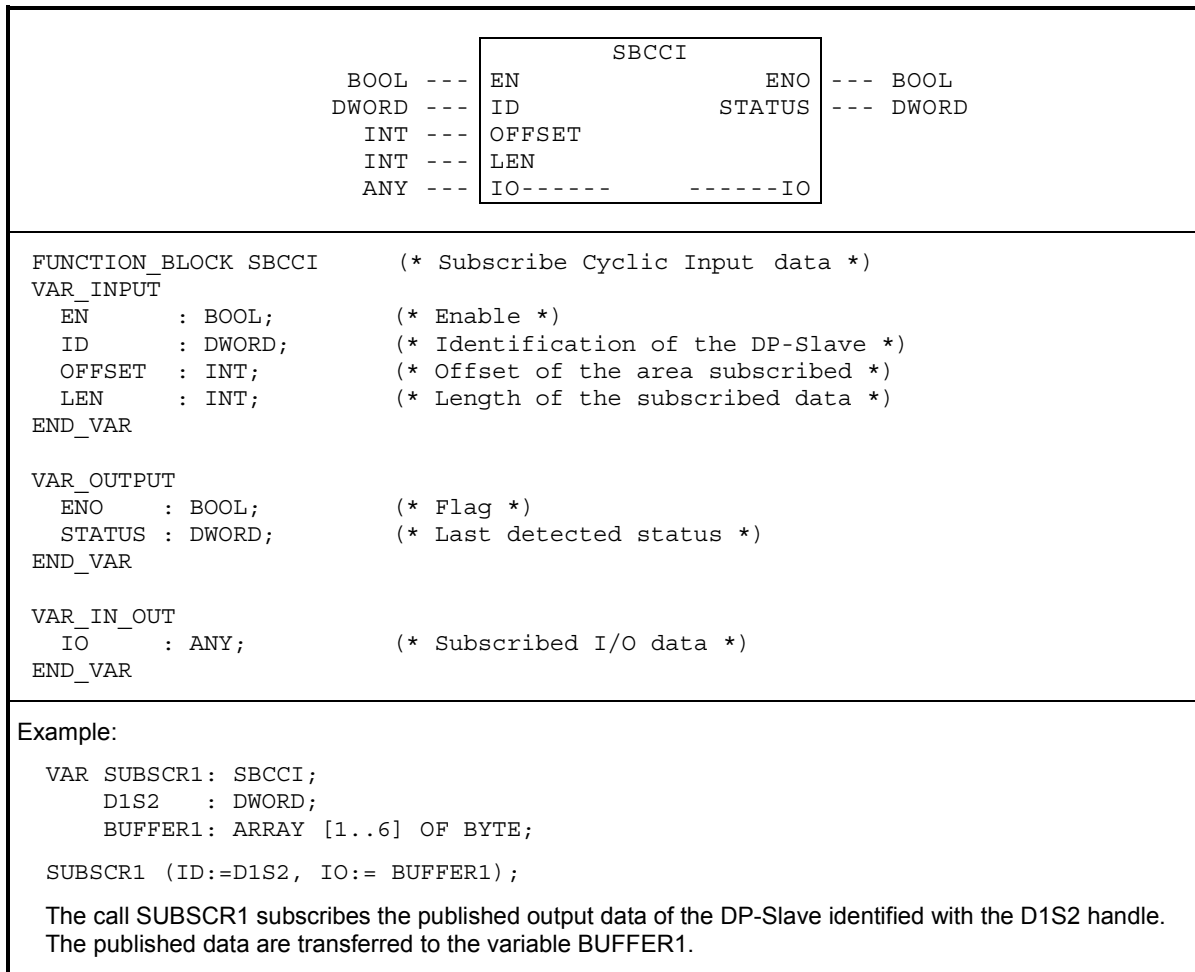 SBCCI
BOOL --- EN ENO --- BOOL
DWORD --- ID STATUS --- DWORD
INT --- OFFSET
INT --- LEN
ANY --- IO------ ------IO
FUNCTION_BLOCK SBCCI (* Subscribe Cyclic Input data *)
VAR_INPUT
EN : BOOL; (* Enable *)
ID : DWORD; (* Identification of the DP-Slave *)
OFFSET : INT; (* Offset of the area subscribed *)
LEN : INT; (* Length of the subscribed data *)
END_VAR
VAR_OUTPUT
ENO : BOOL; (* Flag *)
STATUS : DWORD; (* Last detected status *)
END_VAR
VAR_IN_OUT
IO : ANY; (* Subscribed I/O data *)
END_VAR
Example:
VAR SUBSCR1: SBCCI;
D1S2 : DWORD;
BUFFER1: ARRAY [1..6] OF BYTE;
SUBSCR1 (ID:=D1S2, IO:= BUFFER1);
The call SUBSCR1 subscribes the published output data of the DP-Slave identified with the D1S2 handle.
The published data are transferred to the variable BUFFER1.